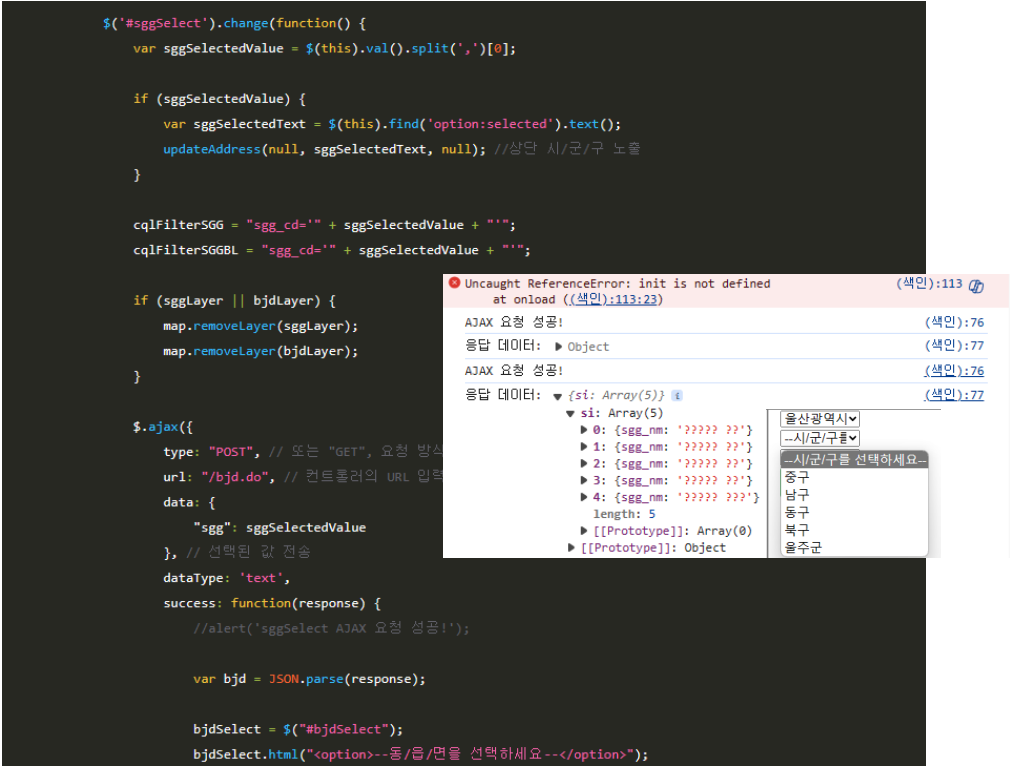 $('#sggSelect').change(function() {
var sggSelectedValue = $(this).val().split(',')[0];
if (sggSelectedValue) {
var sggSelectedText = $(this).find('option:selected').text();
updateAddress(null, sggSelectedText, null); //상단 시/군/구 노출
}
cqlFilterSGG = "sgg_cd='" + sggSelectedValue + "'";
cqlFilterSGGBL = "sgg_cd='" + sggSelectedValue + "'";
if (sggLayer || bjdLayer) {
map.removeLayer(sggLayer);
map.removeLayer(bjdLayer);
}
$.ajax({
type: "POST", // 또는 "GET", 요청 방식
url: "/bjd.do", // 컨트롤러의 URL 입력
data: {
"sgg": sggSelectedValue
}, // 선택된 값 전송
dataType: 'text',
success: function(response) {
//alert('sggSelect AJAX 요청 성공!');
var bjd = JSON.parse(response);
bjdSelect = $("#bjdSelect");
bjdSelect.html("<option>--동/읍/면을 선택하세요--</option>");
Uncaught ReferenceError: init is not defined (색인):113
at onload ((색인):113:23)
AJAX 요청 성공! (색인):76
응답 데이터: ▶ Object (색인):77
AJAX 요청 성공! (색인):76
응답 데이터: ▼ {si: Array(5)} i (색인):77
▼ si: Array(5)
▶ 0: {sgg_nm: '????? ??'}
▶ 1: {sgg_nm: '????? ??'}
▶ 2: {sgg_nm: '????? ??'}
▶ 3: {sgg_nm: '????? ??'}
▶ 4: {sgg_nm: '????? ???'}
length: 5
▶ [[Prototype]]: Array(0)
▶ [[Prototype]]: Object
울산광역시
--시/군/구를
--시/군/구를 선택하세요--
중구
남구
동구
북구
울주군